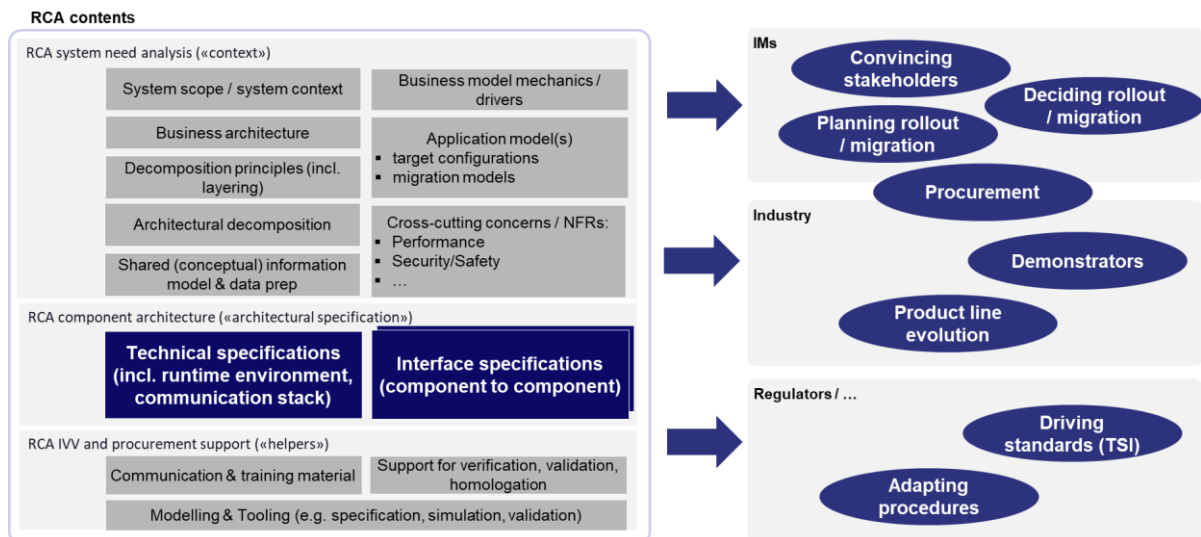 RCA contents
RCA system need analysis («context»)
System scope / system context
Business architecture
Decomposition principles (incl.
layering)
Architectural decomposition
Shared (conceptual) information
model & data prep
Business model mechanics /
drivers
Application model(s)
▪ target configurations
▪ migration models
Cross-cutting concerns / NFRs:
▪ Performance
▪ Security/Safety
▪ …
RCA component architecture («architectural specification»)
Technical specifications
(incl. runtime environment,
communication stack)
Interface specifications
(component to component)
RCA IVV and procurement support («helpers»)
Communication & training material
Support for verification, validation,
homologation
Modelling & Tooling (e.g. specification, simulation, validation)
IMs
Convincing
stakeholders
Deciding rollout
/ migration
Planning rollout
/ migration
Procurement
Industry
Demonstrators
Product line
evolution
Regulators / …
Driving
standards (TSI)
Adapting
procedures